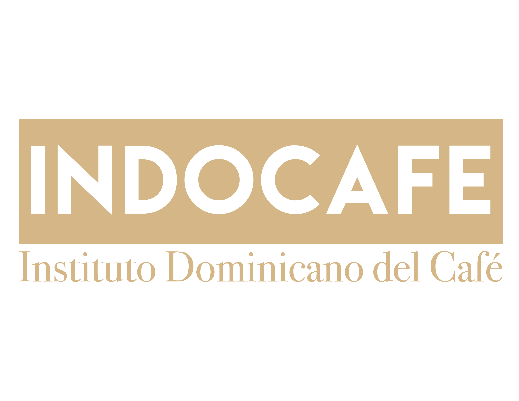 INDOCAFE
Instituto Dominicano del Café